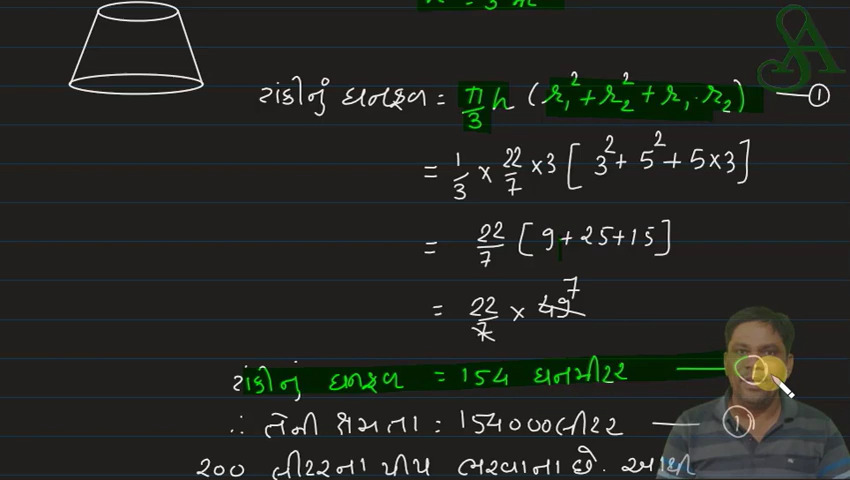 ટાંકીનું ઘનફળ = π/3 h (r₁² + r₂² + r₁·r₂) — ①
= 1/3 × 22/7 × 3 [ 3² + 5² + 5×3 ]
= 22/7 [ 9 + 25 + 15 ]
= 22/7 × 49 7
ટાંકીનું ઘનફળ = 154 ઘનમીટર — ①
∴ તેની ક્ષમતા = 154000 લીટર — ①
200 લીટરના પીપ ભરવાના છે. આથી